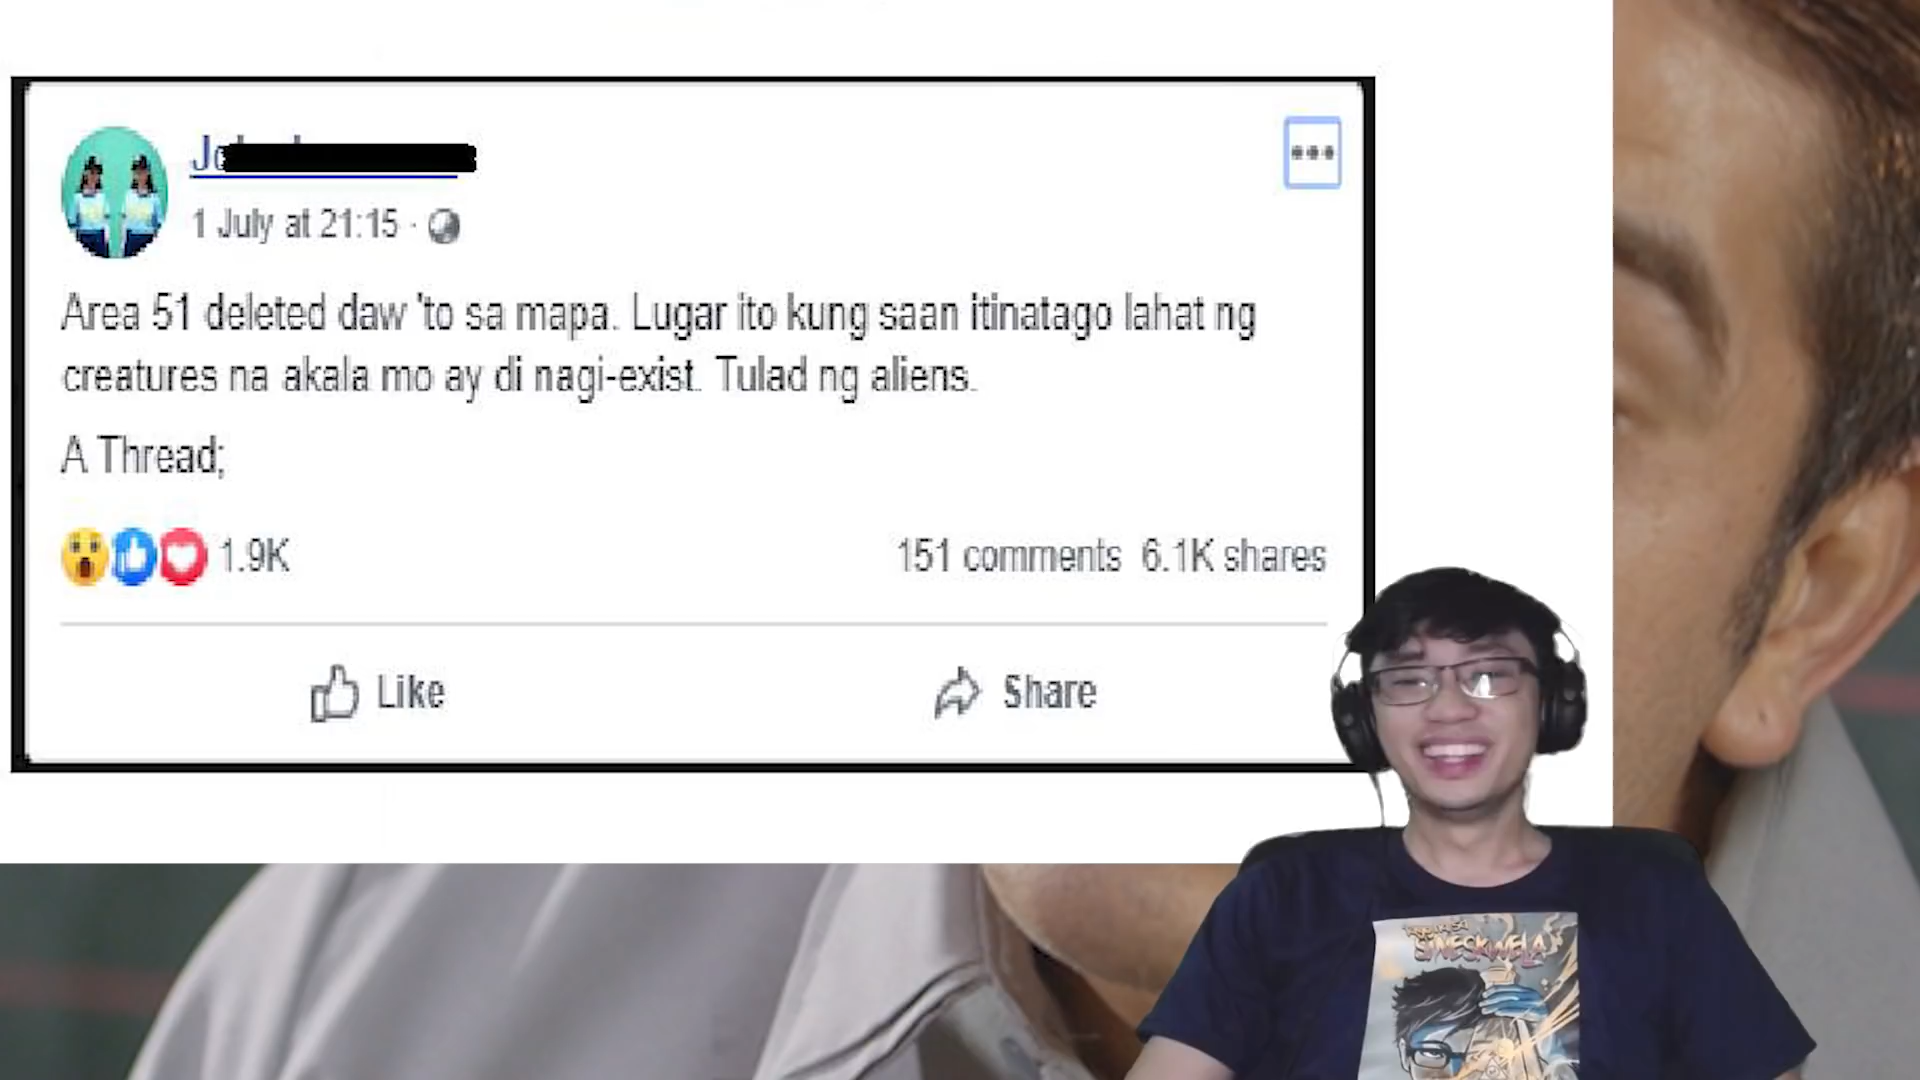 1 July at 21:15 ·
Area 51 deleted daw 'to sa mapa. Lugar ito kung saan itinatago lahat ng
creatures na akala mo ay di nagi-exist. Tulad ng aliens.
A Thread;
1.9K 151 comments 6.1K shares
Like Share
SINESKWELA